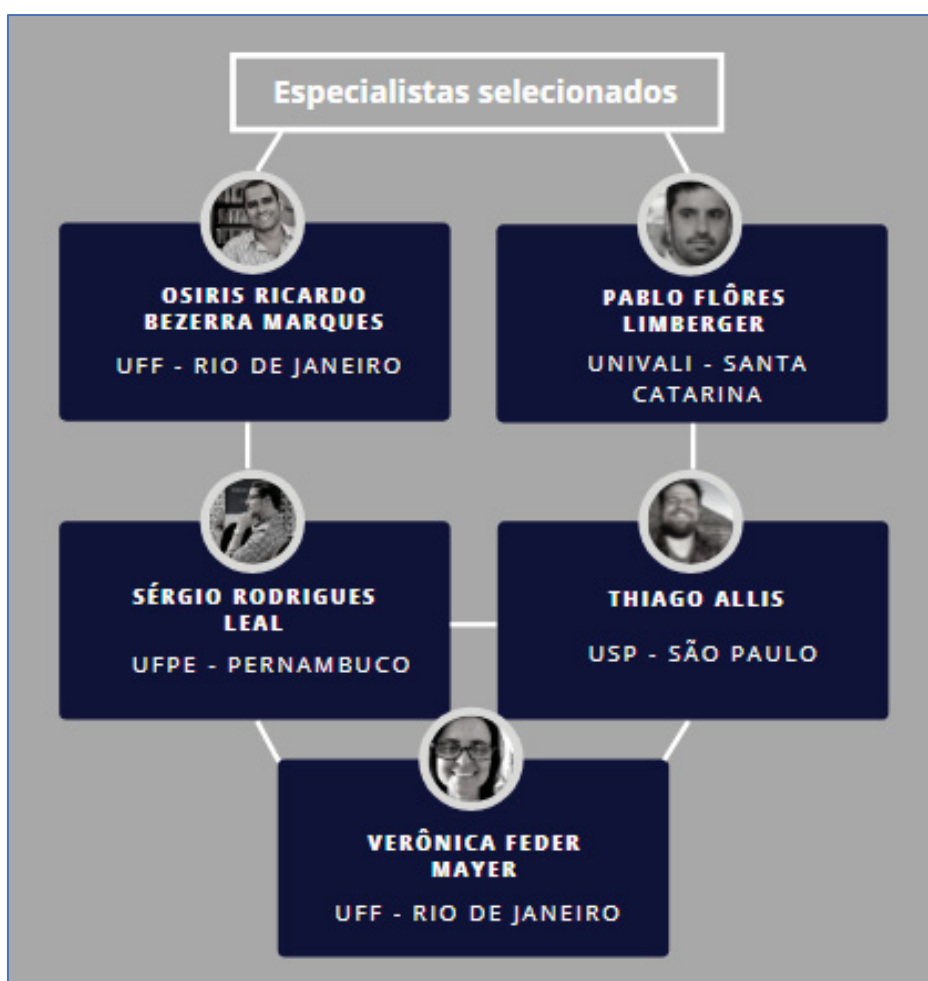 Especialistas selecionados
OSIRIS RICARDO
BEZERRA MARQUES
UFF - RIO DE JANEIRO
PABLO FLÔRES
LIMBERGER
UNIVALI - SANTA
CATARINA
SÉRGIO RODRIGUES
LEAL
UFPE - PERNAMBUCO
THIAGO ALLIS
USP - SÃO PAULO
VERÔNICA FEDER
MAYER
UFF - RIO DE JANEIRO